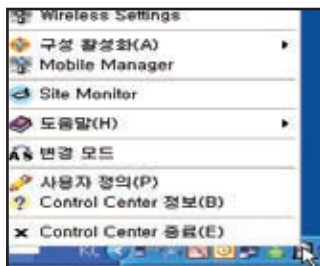 Wireless Settings
구성 활성화(A)
Mobile Manager
Site Monitor
도움말(H)
변경 모드
사용자 정의(P)
Control Center 정보(B)
Control Center 종료(E)